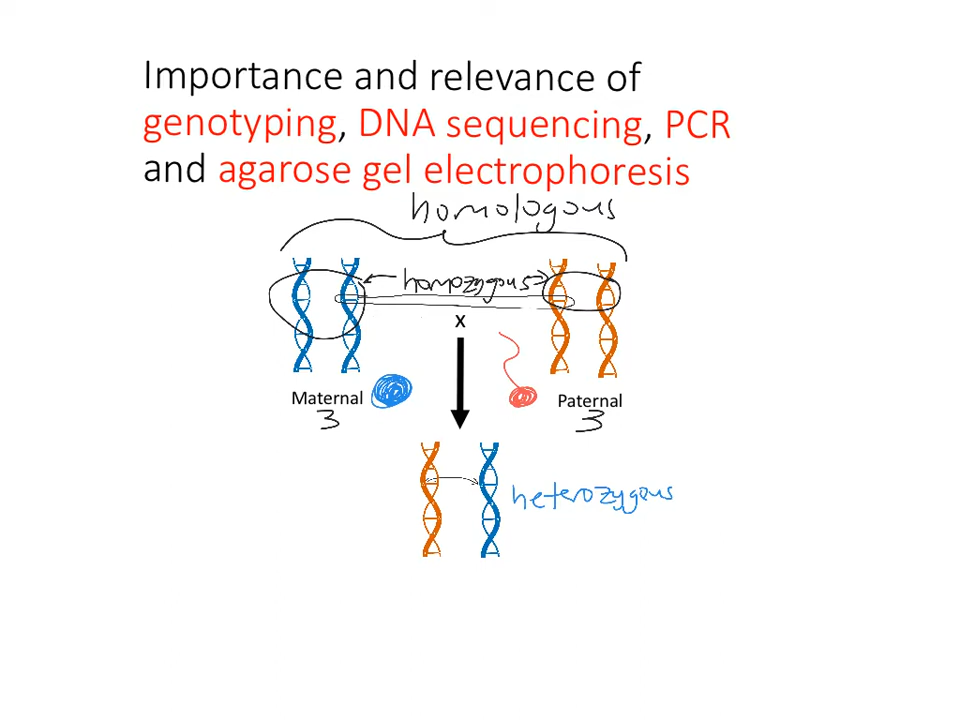 Importance and relevance of
genotyping, DNA sequencing, PCR
and agarose gel electrophoresis
homologous
homozygous
x
Maternal
3
Paternal
3
heterozygous